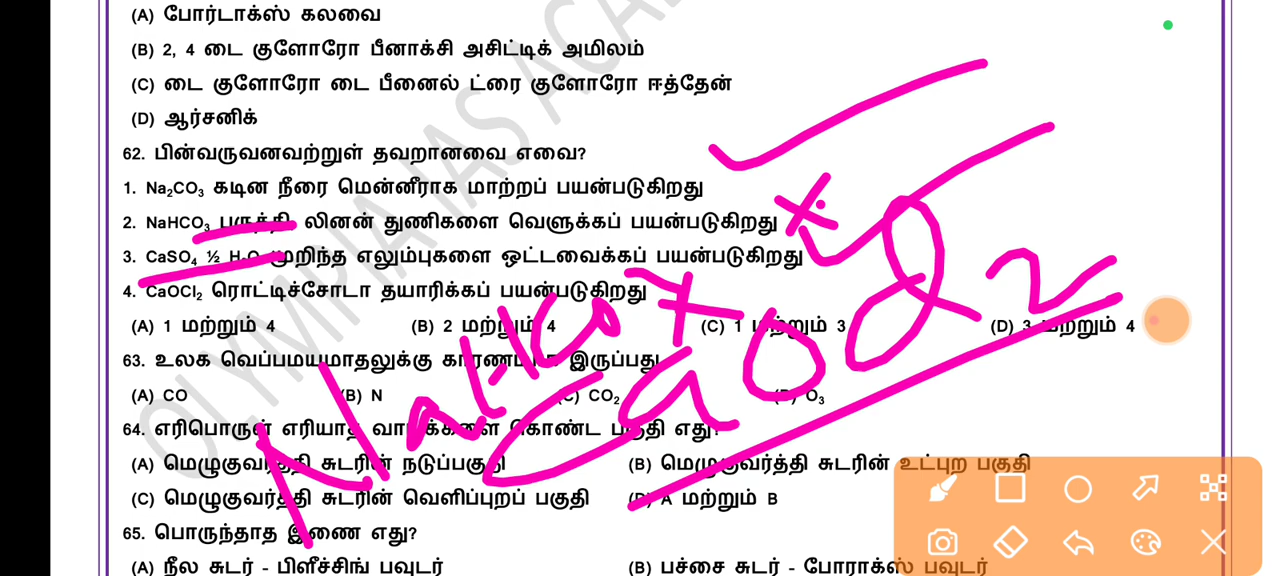 (A) போர்டாக்ஸ் கலவை
(B) 2, 4 டை குளோரோ பீனாக்சி அசிட்டிக் அமிலம்
(C) டை குளோரோ டை பீனைல் ட்ரை குளோரோ ஈத்தேன்
(D) ஆர்சனிக்
62. பின்வருவனவற்றுள் தவறானவை எவை?
1. Na₂CO₃ கடின நீரை மென்னீராக மாற்றப் பயன்படுகிறது
2. NaHCO₃ பருத்தி லினன் துணிகளை வெளுக்கப் பயன்படுகிறது
3. CaSO₄ ½ H₂O முறிந்த எலும்புகளை ஒட்டவைக்கப் பயன்படுகிறது
4. CaOCl₂ ரொட்டிச்சோடா தயாரிக்கப் பயன்படுகிறது
(A) 1 மற்றும் 4 (B) 2 மற்றும் 4 (C) 1 மற்றும் 3 (D) 3 மற்றும் 4
63. உலக வெப்பமயமாதலுக்கு இருப்பது
(A) CO (B) N (C) CO₂ (D) O₃
64. எரிபொருள் எரியாத கொண்ட பகுதி எது?
(A) மெழுகுவர்த்தி சுடரின் நடுப்பகுதி (B) மெழுகுவர்த்தி சுடரின் உட்புற பகுதி
(C) மெழுகுவர்த்தி சுடரின் வெளிப்புறப் பகுதி (D) A மற்றும் B
65. பொருந்தாத இணை எது?
(A) நீல சுடர் - பிளீச்சிங் பவுடர் (B) பச்சை சுடர் - போராக்ஸ் பவுடர்
OLYMPIA IAS